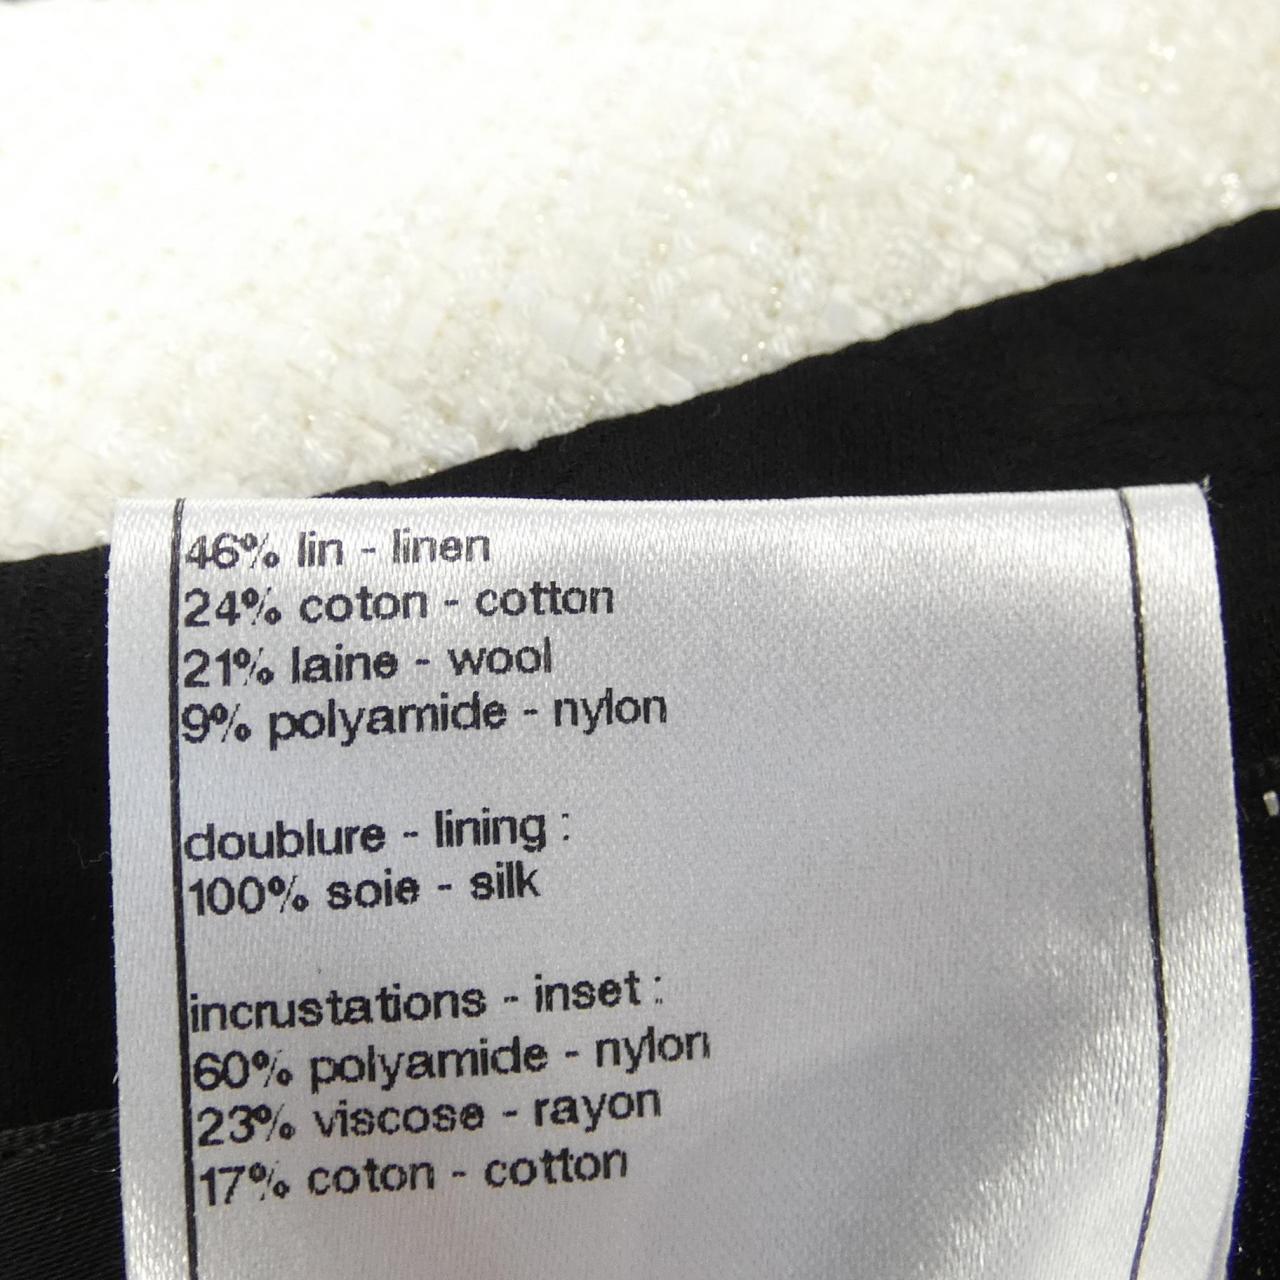 46% lin - linen
24% coton - cotton
21% laine - wool
9% polyamide - nylon
doublure - lining :
100% soie - silk
incrustations - inset :
60% polyamide - nylon
23% viscose - rayon
17% coton - cotton